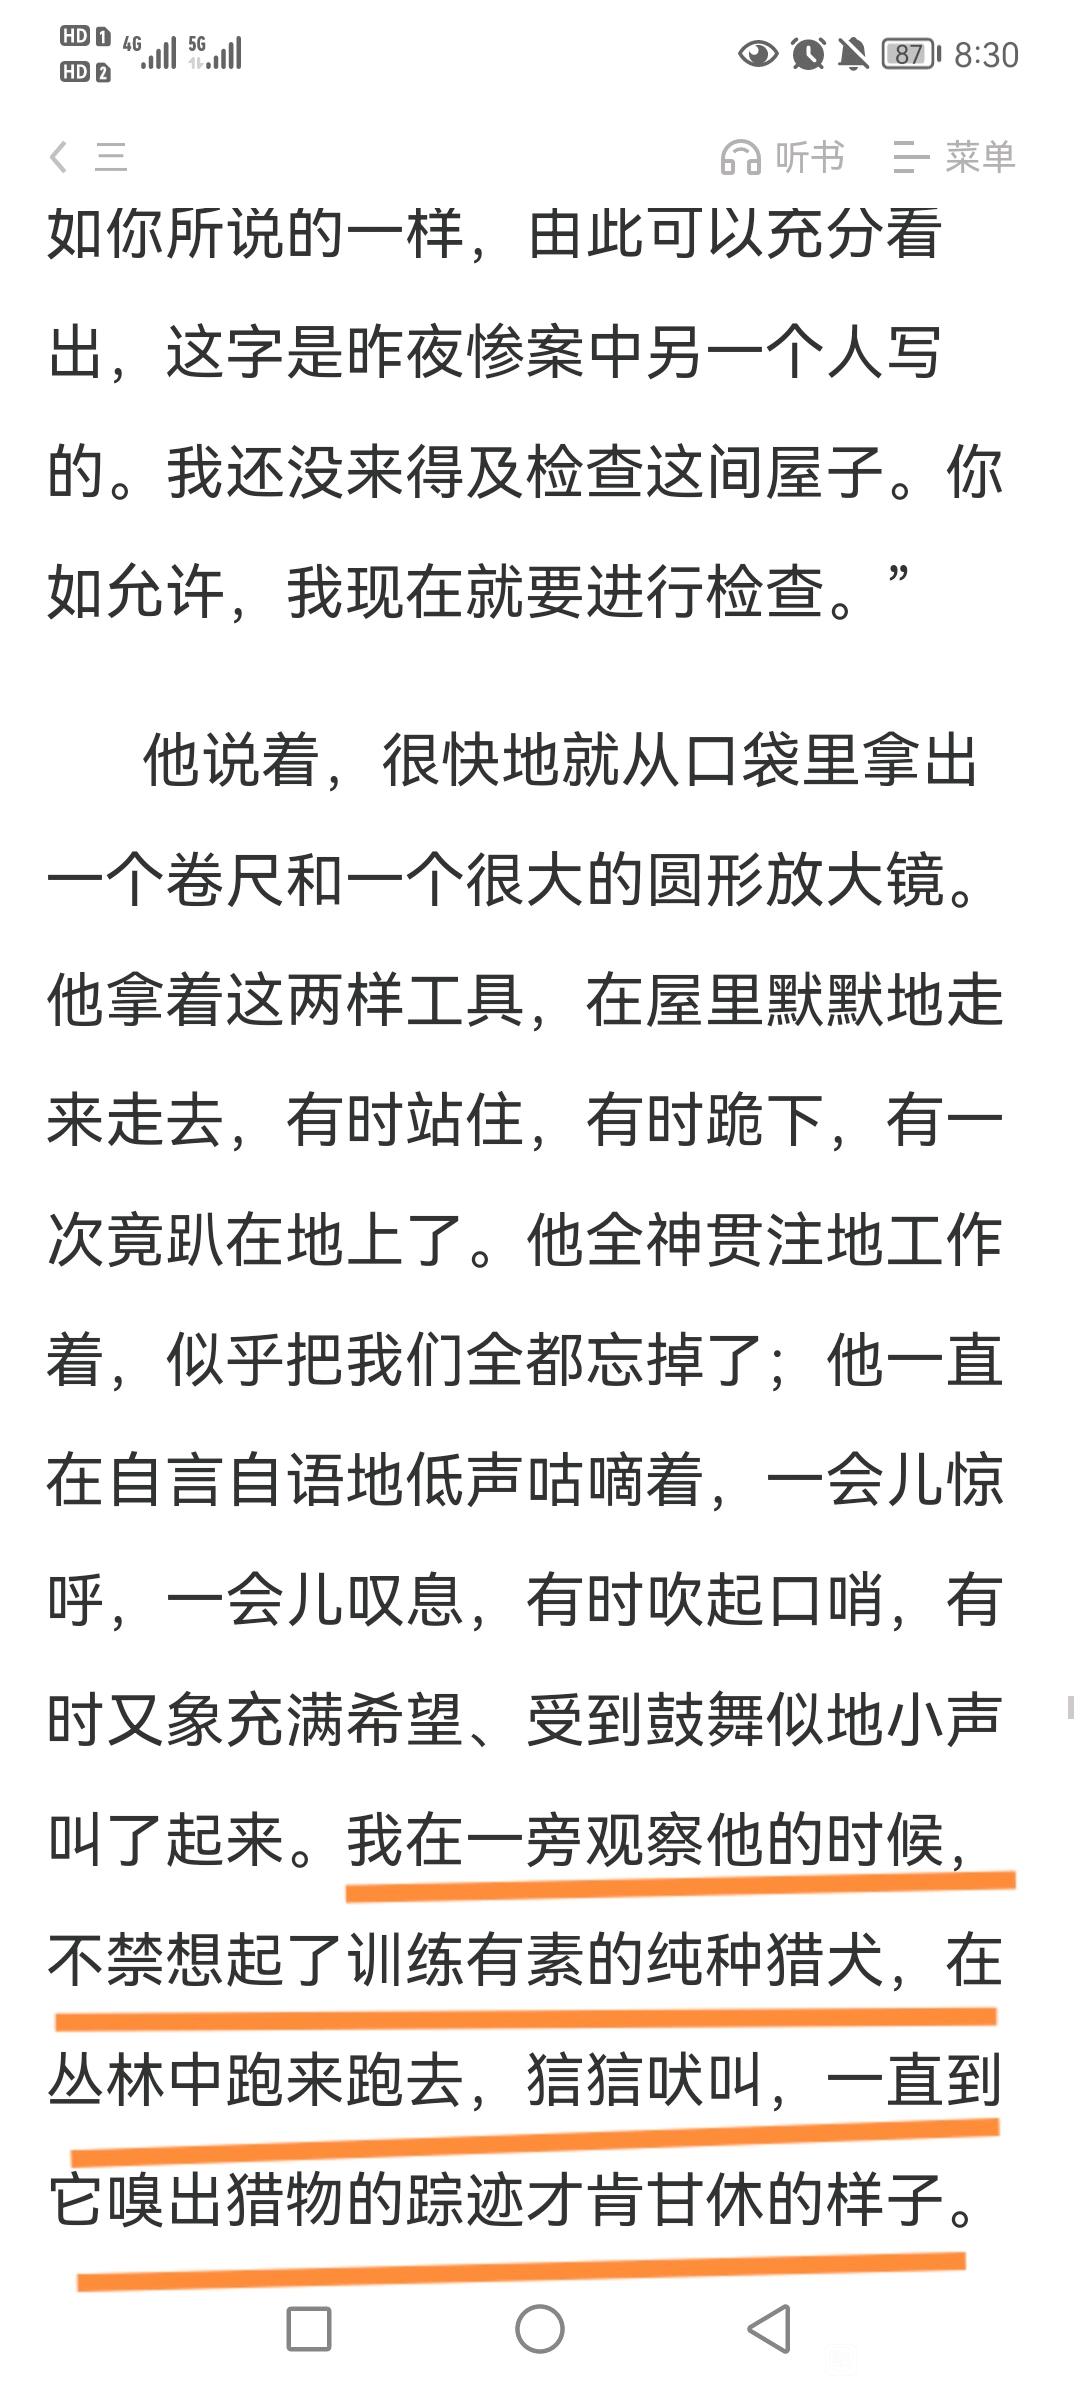 HD 1 4G 5G 87 8:30
HD 2
三 听书 菜单
如你所说的一样，由此可以充分看
出，这字是昨夜惨案中另一个人写
的。我还没来得及检查这间屋子。你
如允许，我现在就要进行检查。”
他说着，很快地就从口袋里拿出
一个卷尺和一个很大的圆形放大镜。
他拿着这两样工具，在屋里默默地走
来走去，有时站住，有时跪下，有一
次竟趴在地上了。他全神贯注地工作
着，似乎把我们全都忘掉了；他一直
在自言自语地低声咕嘀着，一会儿惊
呼，一会儿叹息，有时吹起口哨，有
时又象充满希望、受到鼓舞似地小声
叫了起来。我在一旁观察他的时候，
不禁想起了训练有素的纯种猎犬，在
丛林中跑来跑去，狺狺吠叫，一直到
它嗅出猎物的踪迹才肯甘休的样子。